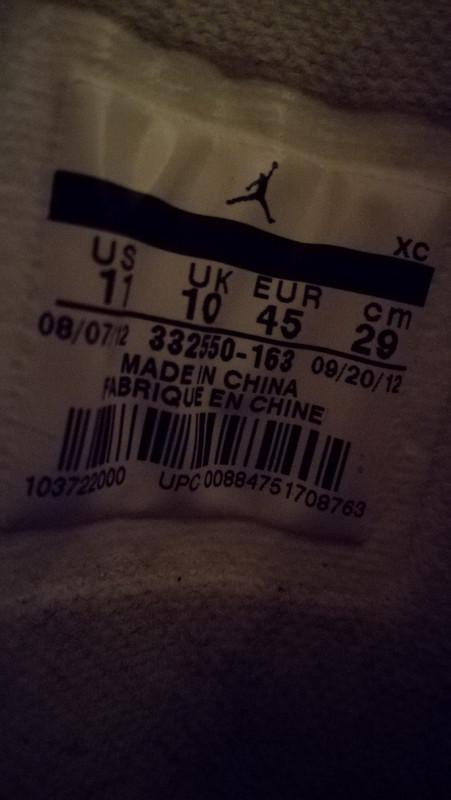 XC
US UK EUR cm
11 10 45 29
08/07/12 332550-163 09/20/12
MADE IN CHINA
FABRIQUE EN CHINE
103722000 UPC 00884751708763